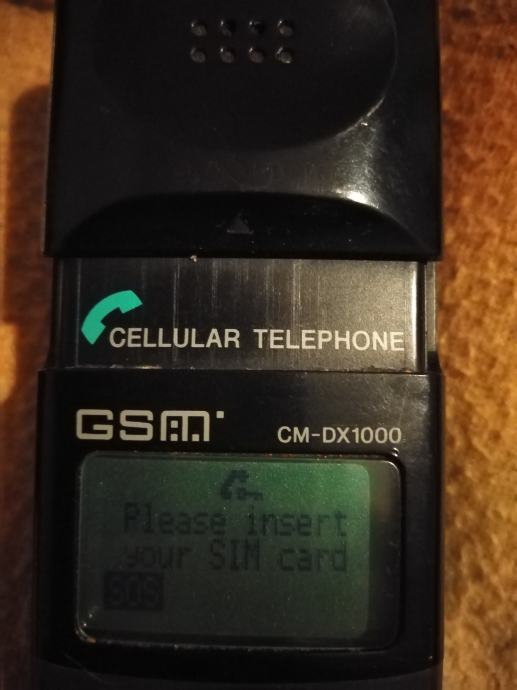 CELLULAR TELEPHONE
GSM
CM-DX1000
Please insert
your SIM card
SOS